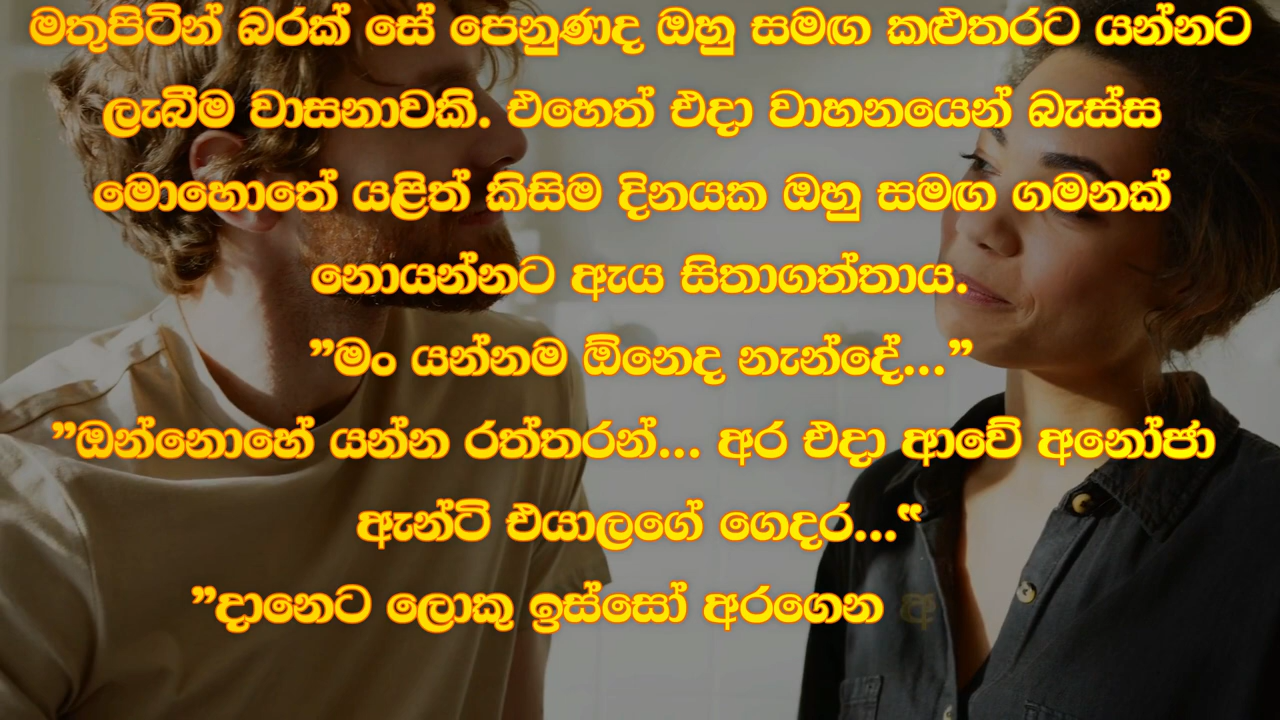 මතුපිටින් බරක් සේ පෙනුණද ඔහු සමඟ කළුතරට යන්නට
ලැබීම වාසනාවකි. එහෙත් එදා වාහනයෙන් බැස්ස
මොහොතේ යළිත් කිසිම දිනයක ඔහු සමඟ ගමනක්
නොයන්නට ඇය සිතාගත්තාය.
”මං යන්නම ඕනෙද නැන්දේ...”
”ඔන්නොහේ යන්න රත්තරන්... අර එදා ආවේ අනෝජා
ඇන්ටි එයාලගේ ගෙදර...“
”දානෙට ලොකු ඉස්සෝ අරගෙන අ